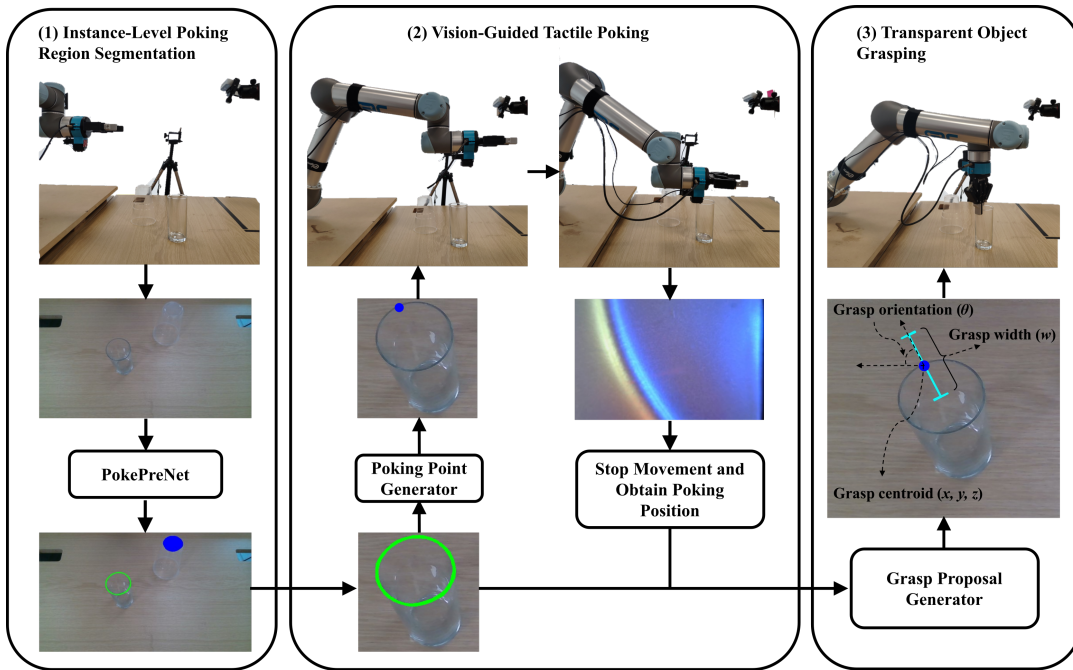 (1) Instance-Level Poking
Region Segmentation
PokePreNet
(2) Vision-Guided Tactile Poking
Poking Point
Generator
Stop Movement and
Obtain Poking
Position
(3) Transparent Object
Grasping
Grasp orientation (θ)
Grasp width (w)
Grasp centroid (x, y, z)
Grasp Proposal
Generator